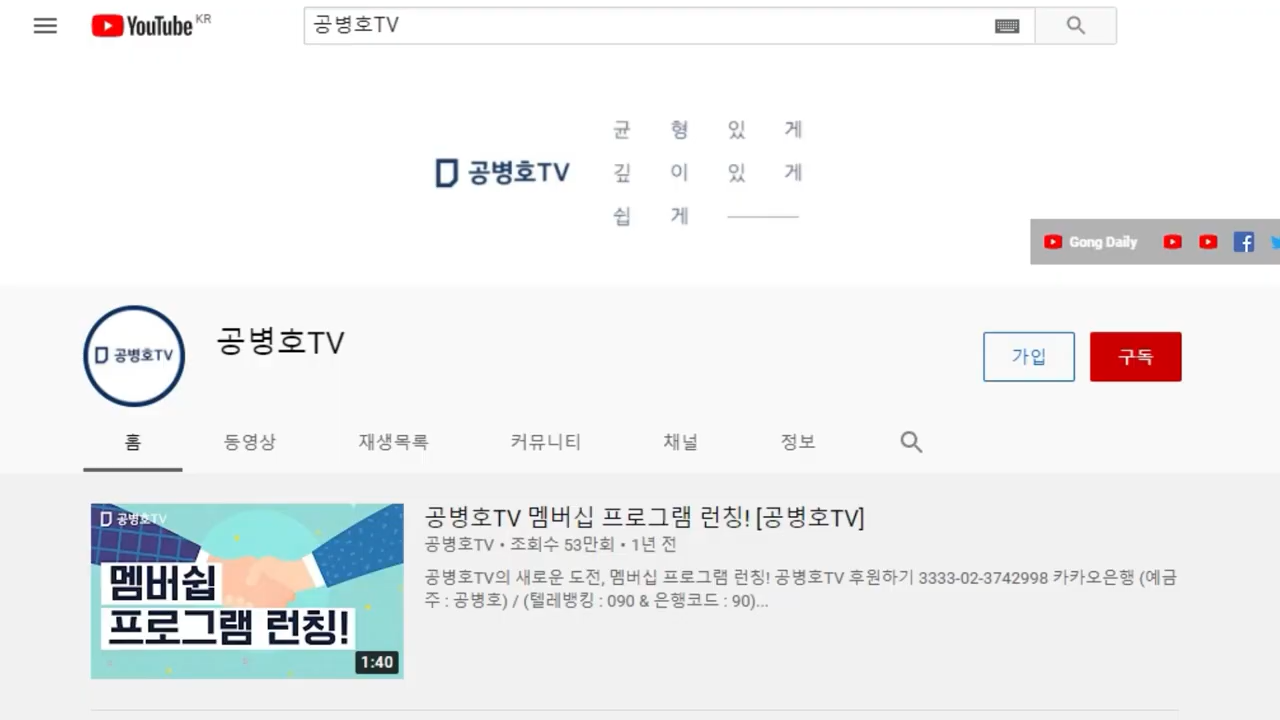 YouTube KR
공병호TV
균 형 있 게
공병호TV 깊 이 있 게
쉽 게
Gong Daily
공병호TV
공병호TV
가입
구독
홈 동영상 재생목록 커뮤니티 채널 정보
공병호TV
멤버쉽
프로그램 런칭!
1:40
공병호TV 멤버십 프로그램 런칭! [공병호TV]
공병호TV • 조회수 53만회 • 1년 전
공병호TV의 새로운 도전, 멤버십 프로그램 런칭! 공병호TV 후원하기 3333-02-3742998 카카오은행 (예금
주 : 공병호) / (텔레뱅킹 : 090 & 은행코드 : 90)...